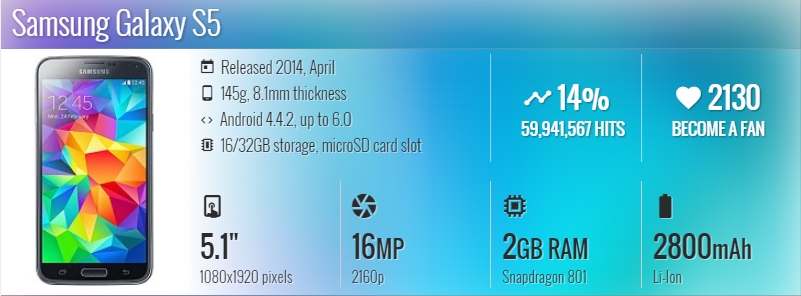 Samsung Galaxy S5
Released 2014, April
145g, 8.1mm thickness
Android 4.4.2, up to 6.0
16/32GB storage, microSD card slot
14%
59,941,567 HITS
2130
BECOME A FAN
SAMSUNG
12:45
12:45
Mon, 24 February
5.1"
1080x1920 pixels
16MP
2160p
2GB RAM
Snapdragon 801
2800mAh
Li-Ion